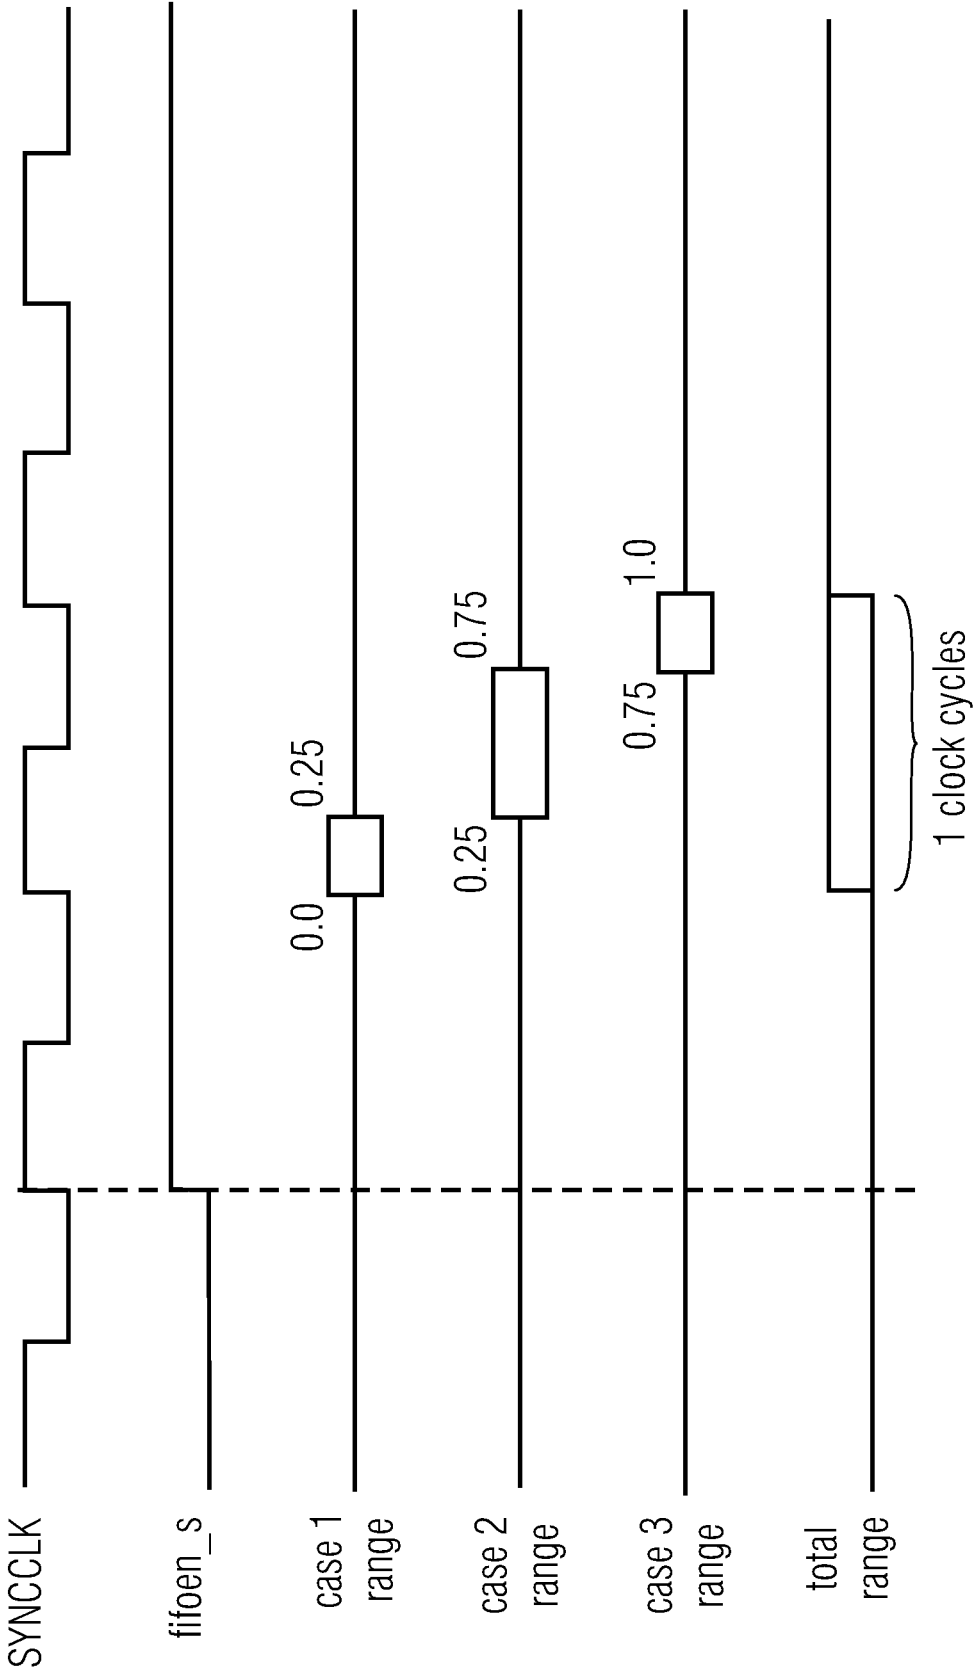 SYNCCLK
fifoen_s
case 1
range
0.0
0.25
case 2
range
0.25
0.75
case 3
range
0.75
1.0
total
range
1 clock cycles